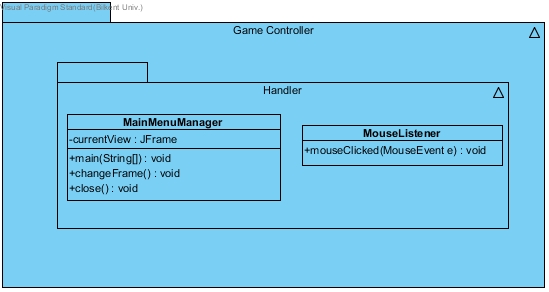 Visual Paradigm Standard(Bilkent Univ.)
Game Controller
Handler
MainMenuManager
-currentView : JFrame
+main(String[]) : void
+changeFrame() : void
+close() : void
MouseListener
+mouseClicked(MouseEvent e) : void